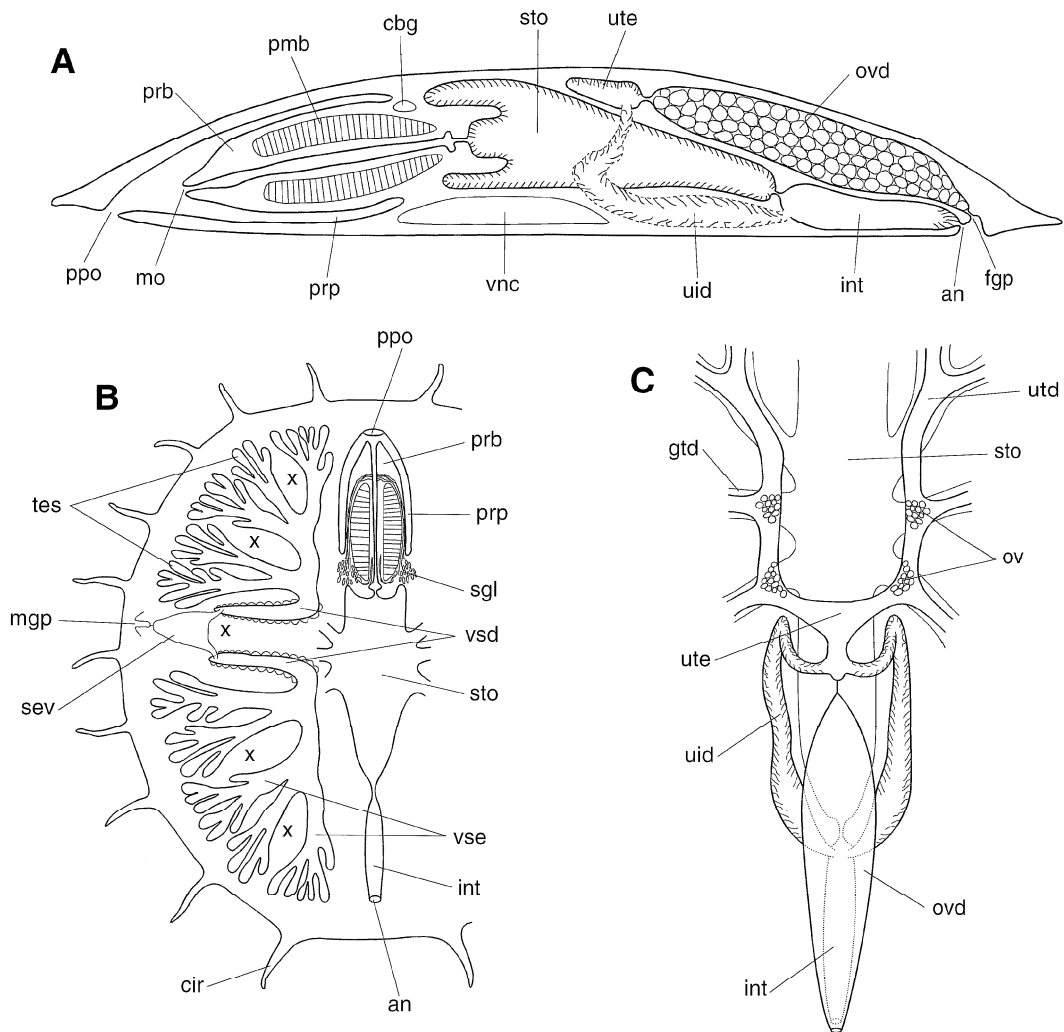 A
cbg
sto
ute
pmb
ovd
prb
ppo
mo
prp
vnc
uid
int
an
fgp
B
ppo
prb
prp
tes
x
x
sgl
mgp
x
vsd
sev
sto
x
x
vse
int
cir
an
C
utd
gtd
sto
ov
ute
uid
ovd
int